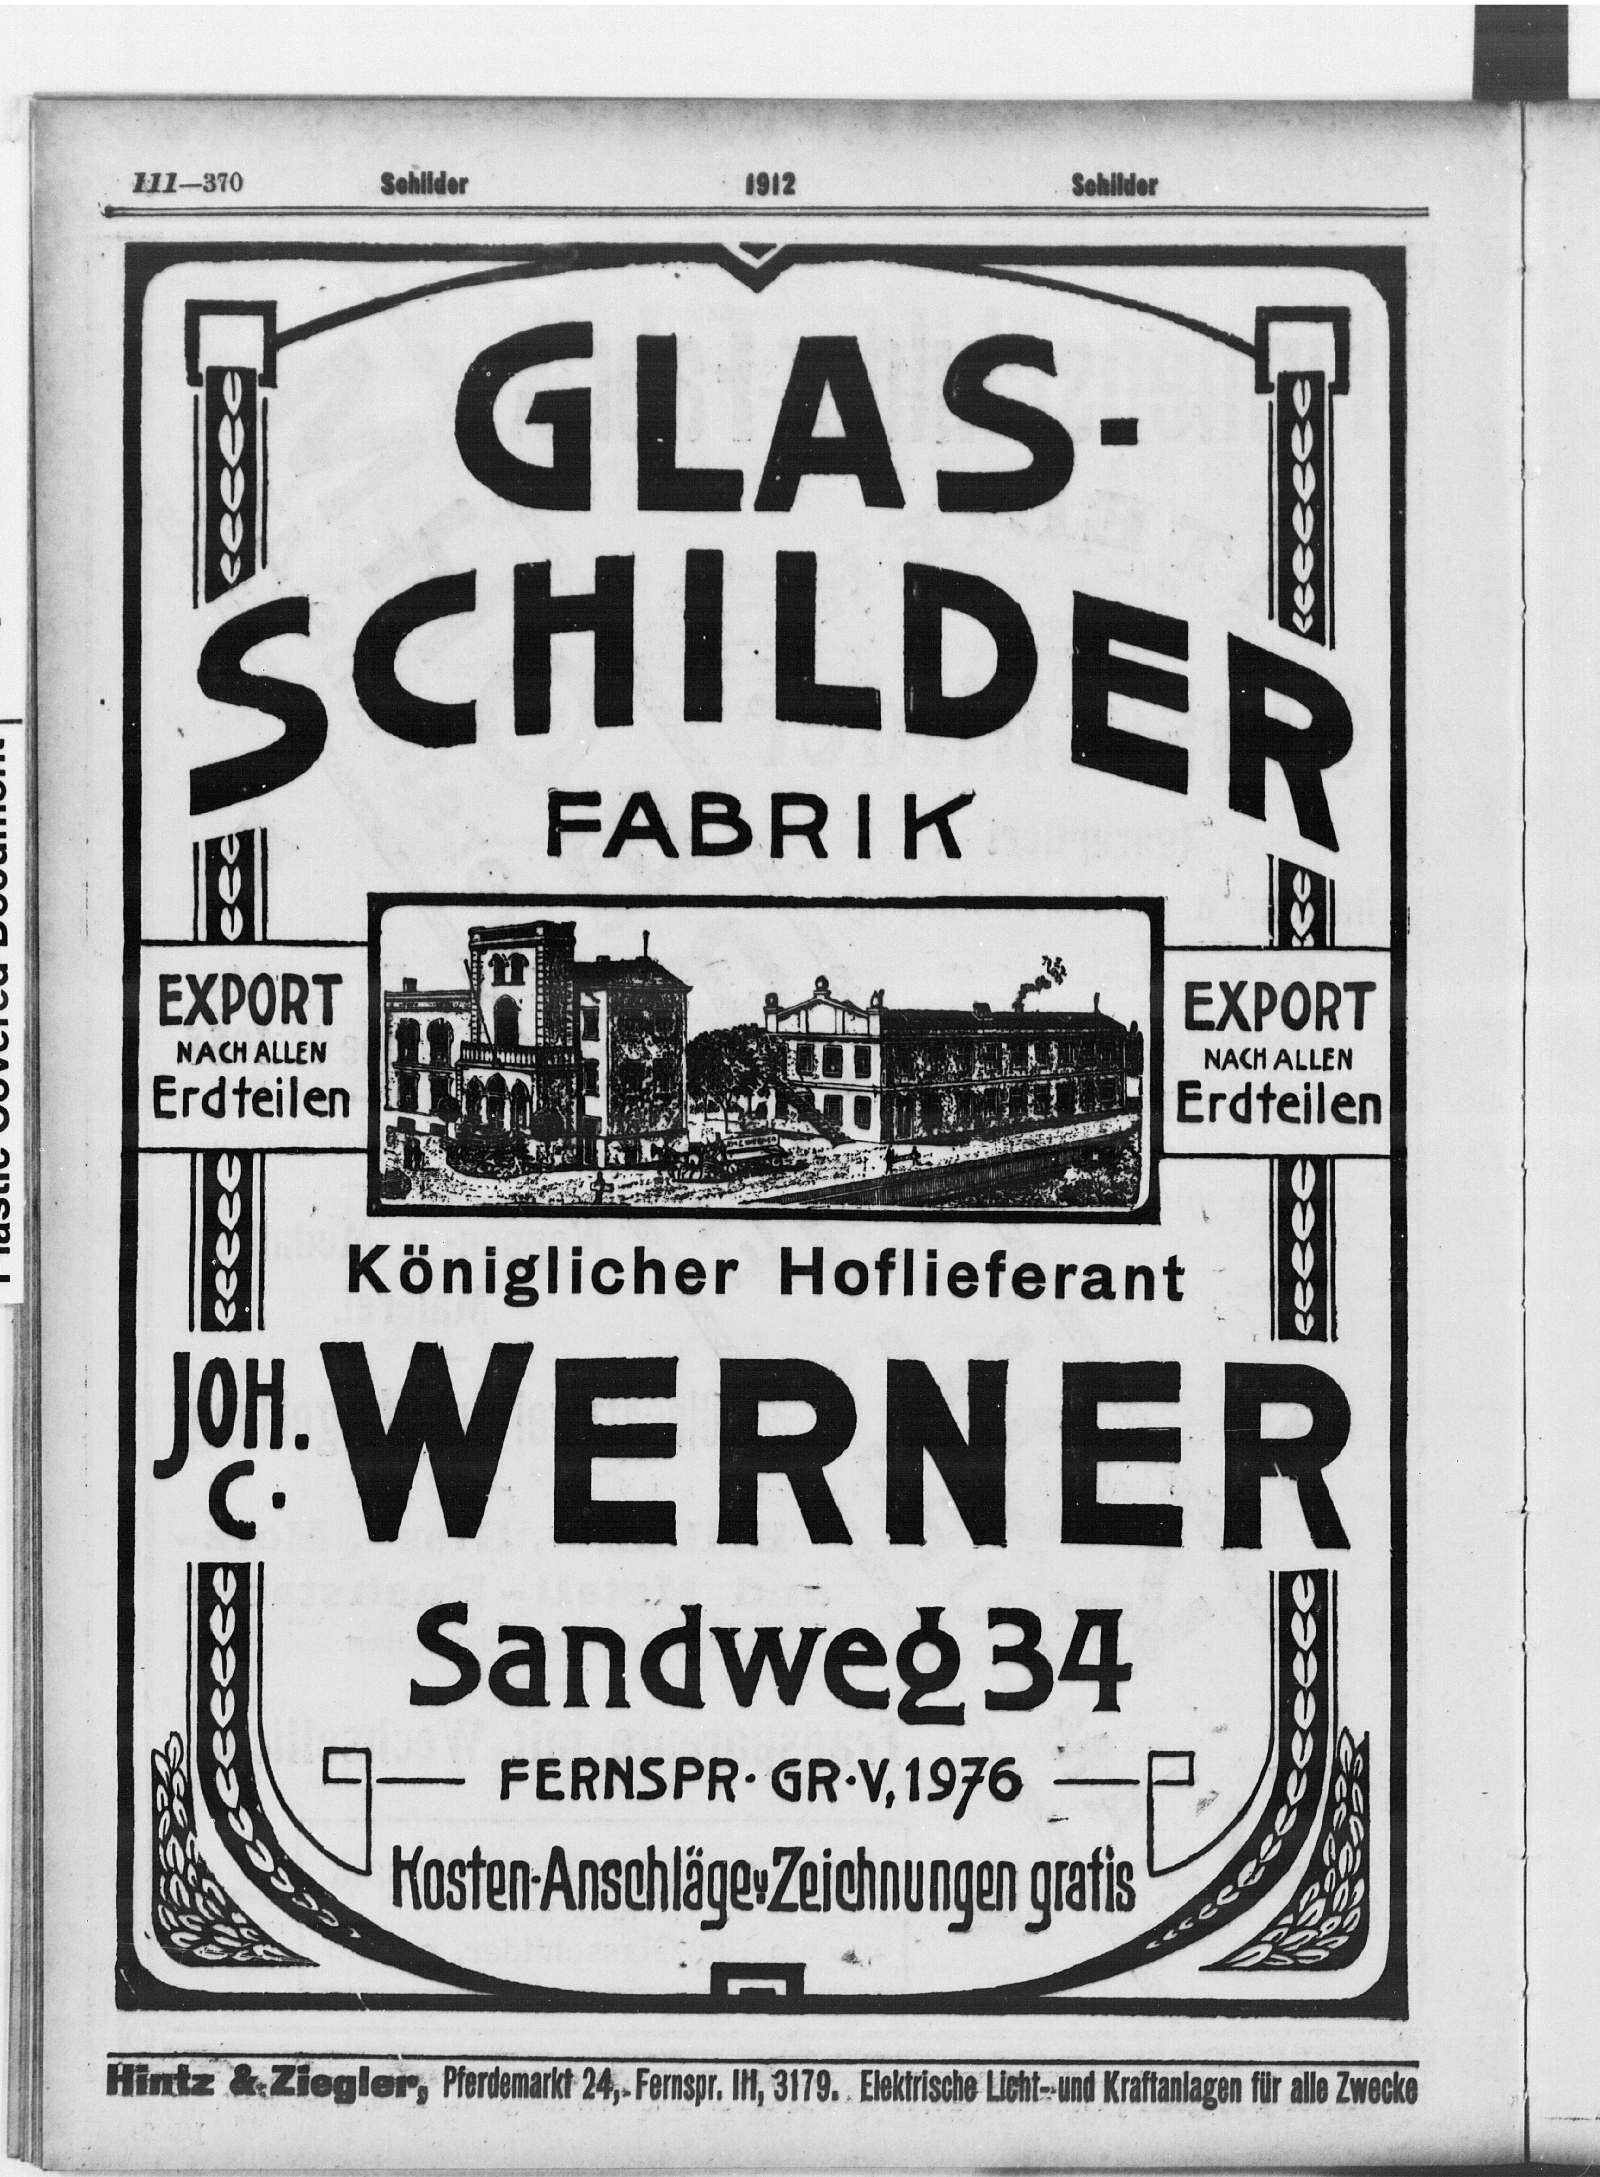 III—370 Schilder 1912 Schilder
GLAS-
SCHILDER
FABRIK
EXPORT
NACH ALLEN
Erdteilen
EXPORT
NACH ALLEN
Erdteilen
JOH. C. WERNER
Königlicher Hoflieferant
JOH.
C.
WERNER
Sandweg 34
FERNSPR. GR. V, 1976
Kosten-Anschläge u. Zeichnungen gratis
Hintz & Ziegler, Pferdemarkt 24, Fernspr. III, 3179. Elektrische Licht- und Kraftanlagen für alle Zwecke